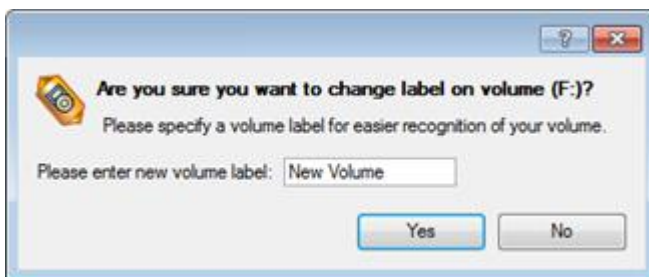 Are you sure you want to change label on volume (F:)?
Please specify a volume label for easier recognition of your volume.
Please enter new volume label: New Volume
Yes No